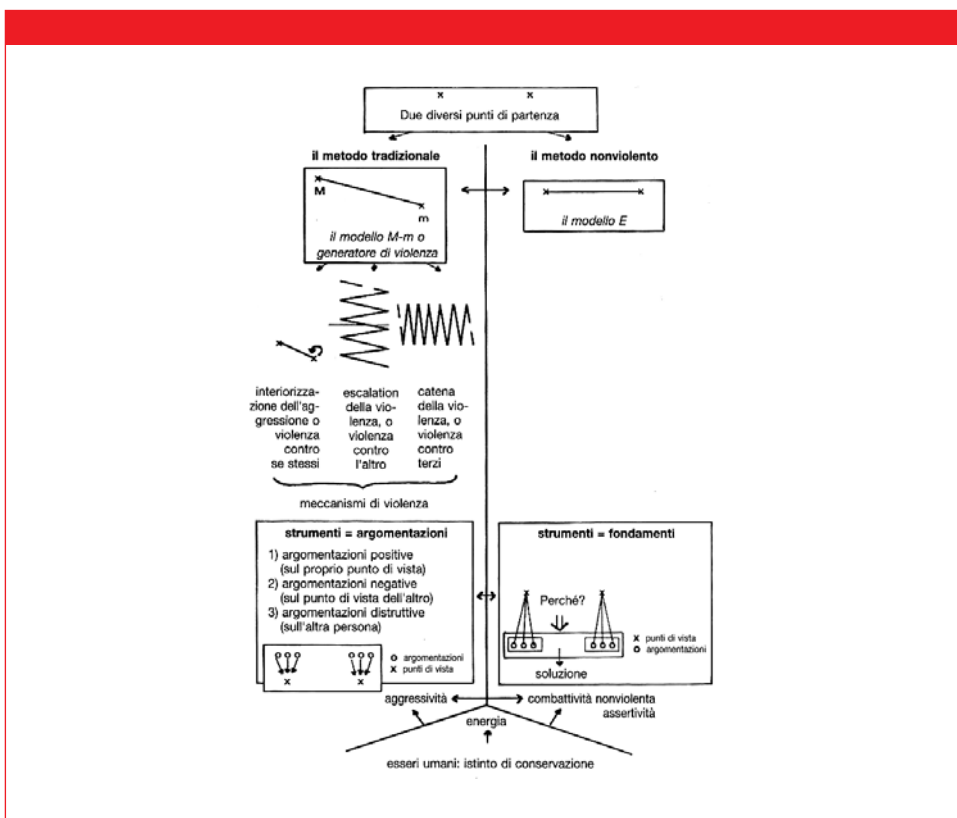 x x
Due diversi punti di partenza
il metodo tradizionale
M
m
il modello M-m o
generatore di violenza
il metodo nonviolento
il modello E
interiorizza-
zione dell'ag-
gressione o
violenza
contro
se stessi
escalation
della vio-
lenza, o
violenza
contro
l'altro
catena
della vio-
lenza, o
violenza
contro
terzi
meccanismi di violenza
strumenti = argomentazioni
1) argomentazioni positive
(sul proprio punto di vista)
2) argomentazioni negative
(sul punto di vista dell'altro)
3) argomentazioni distruttive
(sull'altra persona)
o argomentazioni
x punti di vista
strumenti = fondamenti
Perché?
x punti di vista
o argomentazioni
soluzione
aggressività
combattività nonviolenta
assertività
energia
esseri umani: istinto di conservazione